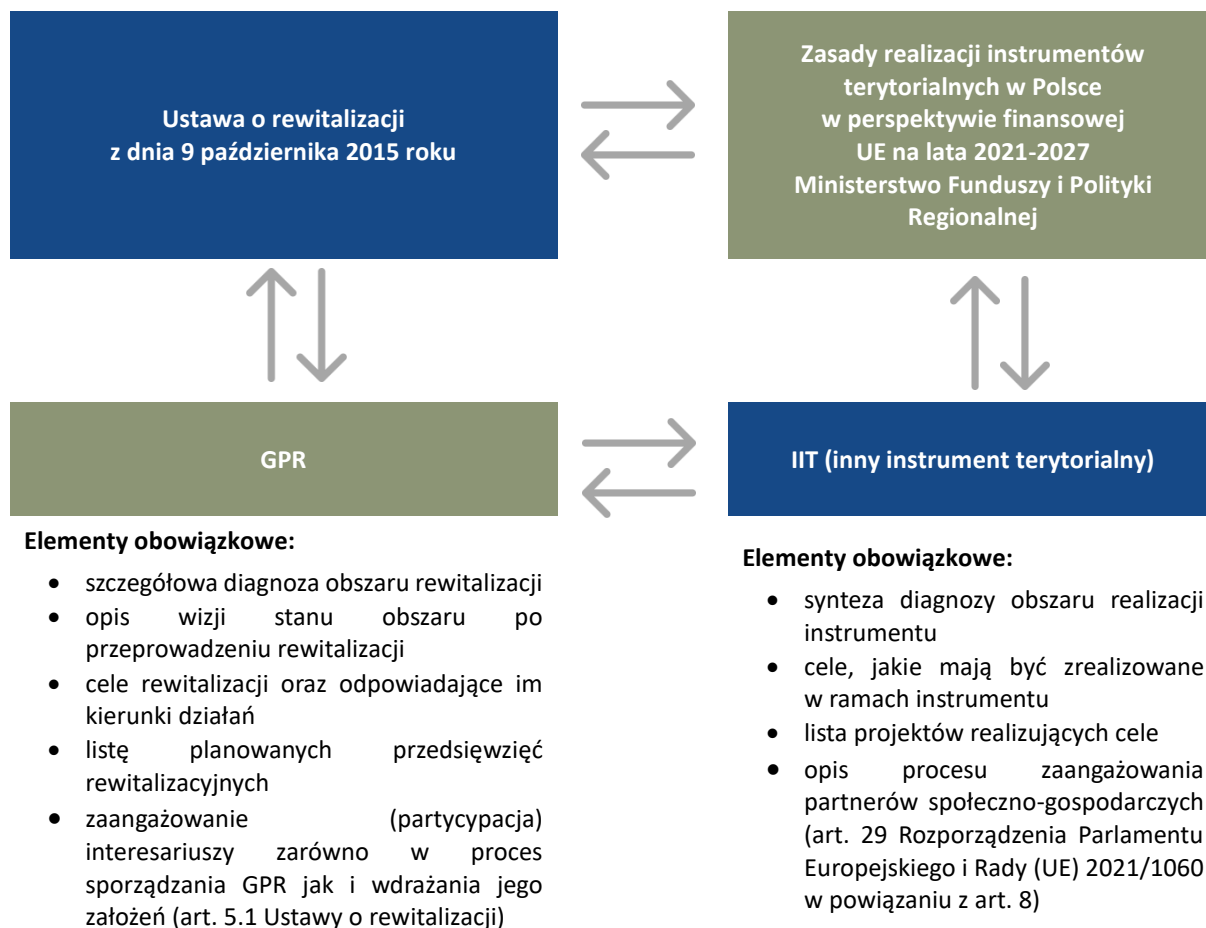 Ustawa o rewitalizacji
z dnia 9 października 2015 roku
Zasady realizacji instrumentów
terytorialnych w Polsce
w perspektywie finansowej
UE na lata 2021-2027
Ministerstwo Funduszy i Polityki
Regionalnej
GPR
IIT (inny instrument terytorialny)
Elementy obowiązkowe:
• szczegółowa diagnoza obszaru rewitalizacji
• opis wizji stanu obszaru po
przeprowadzeniu rewitalizacji
• cele rewitalizacji oraz odpowiadające im
kierunki działań
• listę planowanych przedsięwzięć
rewitalizacyjnych
• zaangażowanie (partycypacja)
interesariuszy zarówno w proces
sporządzania GPR jak i wdrażania jego
założeń (art. 5.1 Ustawy o rewitalizacji)
Elementy obowiązkowe:
• synteza diagnozy obszaru realizacji
instrumentu
• cele, jakie mają być zrealizowane
w ramach instrumentu
• lista projektów realizujących cele
• opis procesu zaangażowania
partnerów społeczno-gospodarczych
(art. 29 Rozporządzenia Parlamentu
Europejskiego i Rady (UE) 2021/1060
w powiązaniu z art. 8)